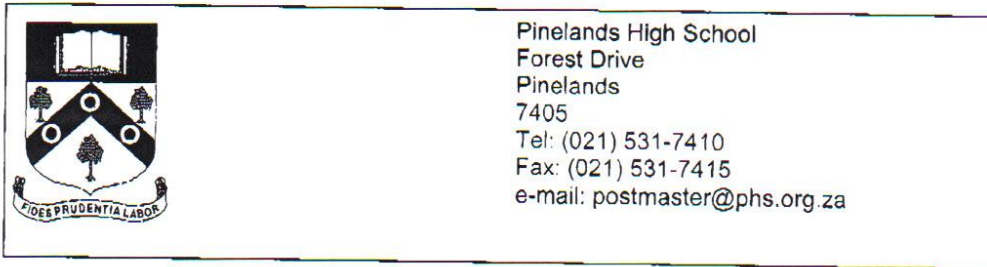 Pinelands High School
Forest Drive
Pinelands
7405
Tel: (021) 531-7410
Fax: (021) 531-7415
e-mail: postmaster@phs.org.za
FIDES PRUDENTIA LABOR